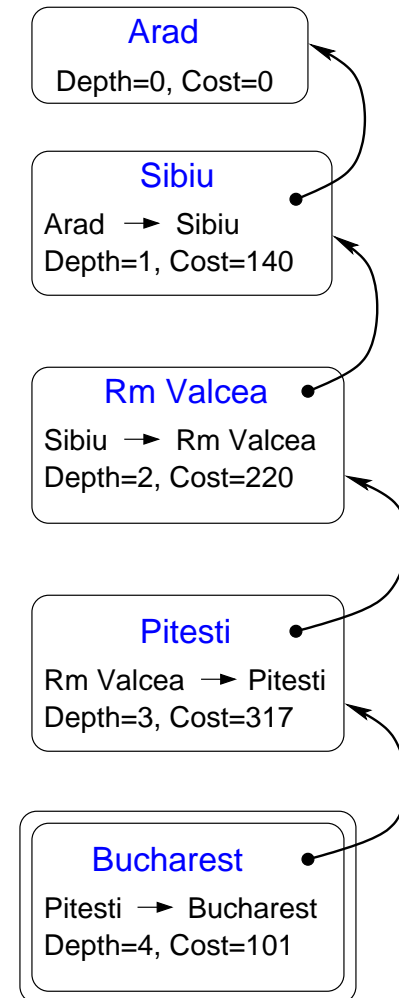 Arad
Depth=0, Cost=0
Sibiu
Arad → Sibiu
Depth=1, Cost=140
Rm Valcea
Sibiu → Rm Valcea
Depth=2, Cost=220
Pitesti
Rm Valcea → Pitesti
Depth=3, Cost=317
Bucharest
Pitesti → Bucharest
Depth=4, Cost=101